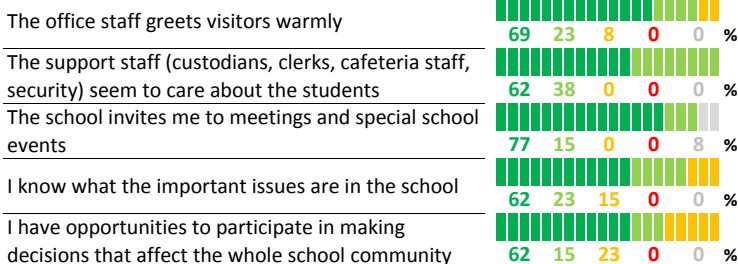 The office staff greets visitors warmly
69 23 8 0 0 %
The support staff (custodians, clerks, cafeteria staff,
security) seem to care about the students
62 38 0 0 0 %
The school invites me to meetings and special school
events
77 15 0 0 8 %
I know what the important issues are in the school
62 23 15 0 0 %
I have opportunities to participate in making
decisions that affect the whole school community
62 15 23 0 0 %